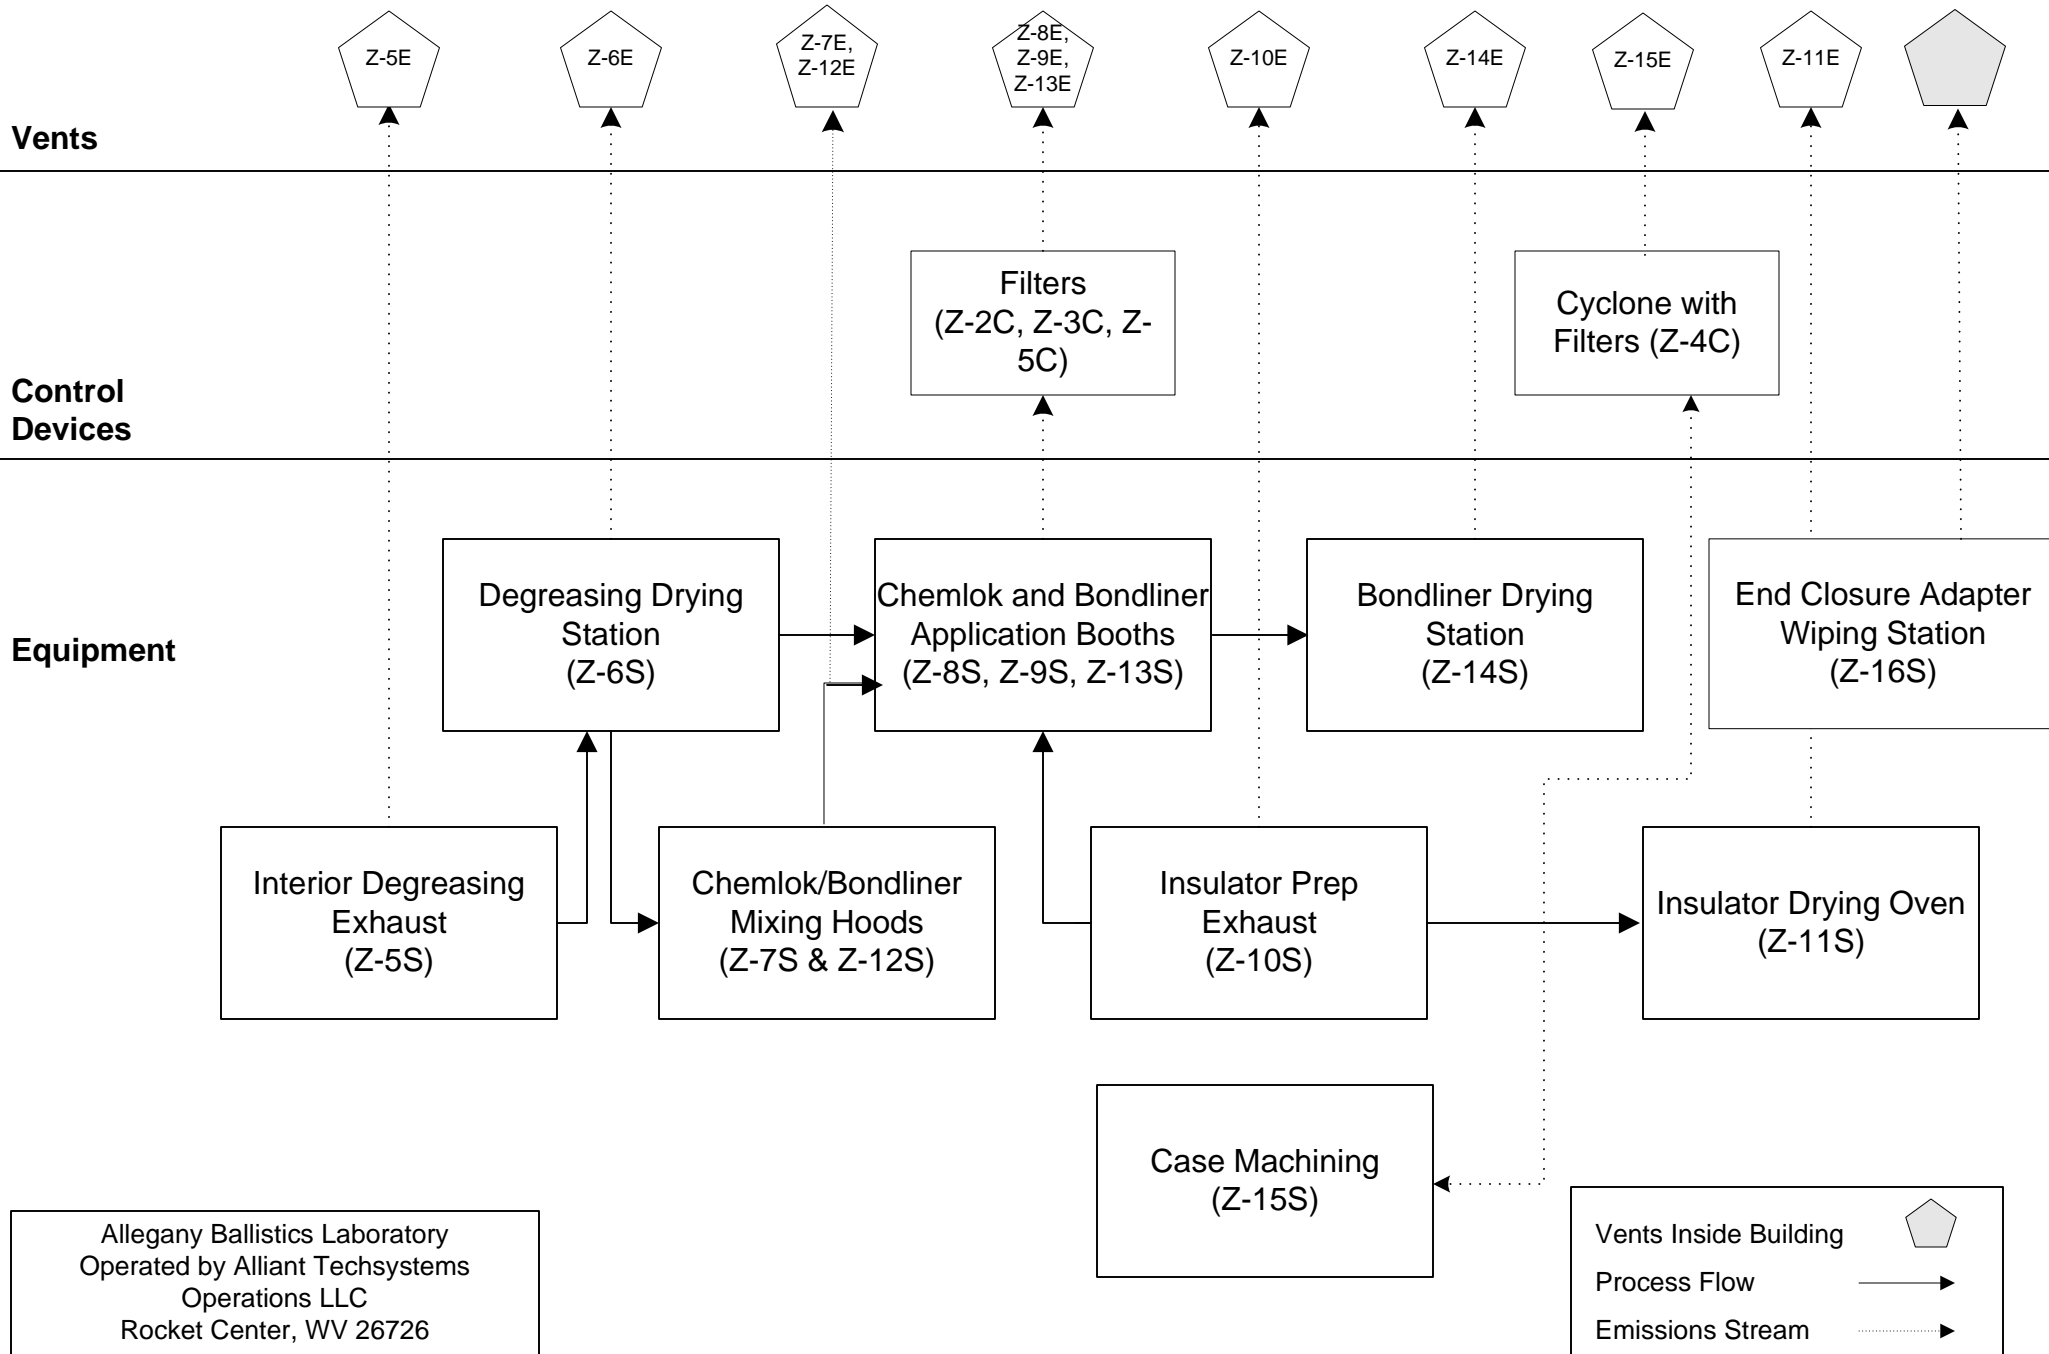 Z-5E
Z-6E
Z-7E,
Z-12E
Z-8E,
Z-9E,
Z-13E
Z-10E
Z-14E
Z-15E
Z-11E
Vents
Filters
(Z-2C, Z-3C, Z-
5C)
Cyclone with
Filters (Z-4C)
Control
Devices
Equipment
Degreasing Drying
Station
(Z-6S)
Chemlok and Bondliner
Application Booths
(Z-8S, Z-9S, Z-13S)
Bondliner Drying
Station
(Z-14S)
End Closure Adapter
Wiping Station
(Z-16S)
Interior Degreasing
Exhaust
(Z-5S)
Chemlok/Bondliner
Mixing Hoods
(Z-7S & Z-12S)
Insulator Prep
Exhaust
(Z-10S)
Insulator Drying Oven
(Z-11S)
Case Machining
(Z-15S)
Allegany Ballistics Laboratory
Operated by Alliant Techsystems
Operations LLC
Rocket Center, WV 26726
Vents Inside Building
Process Flow
Emissions Stream